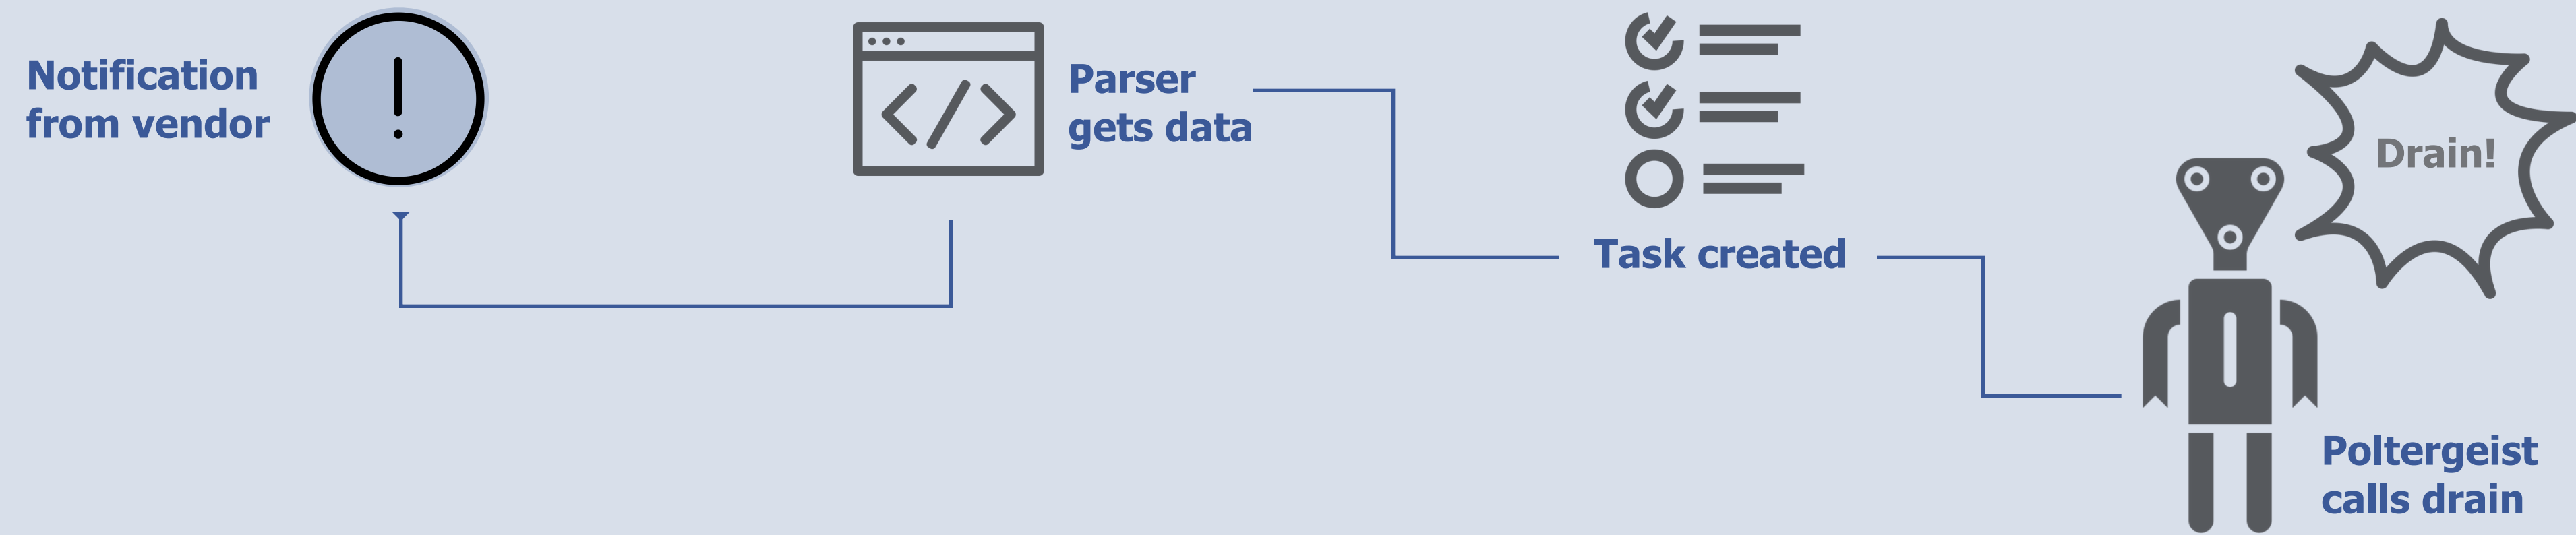 Notification
from vendor
Parser
gets data
Task created
Drain!
Poltergeist
calls drain